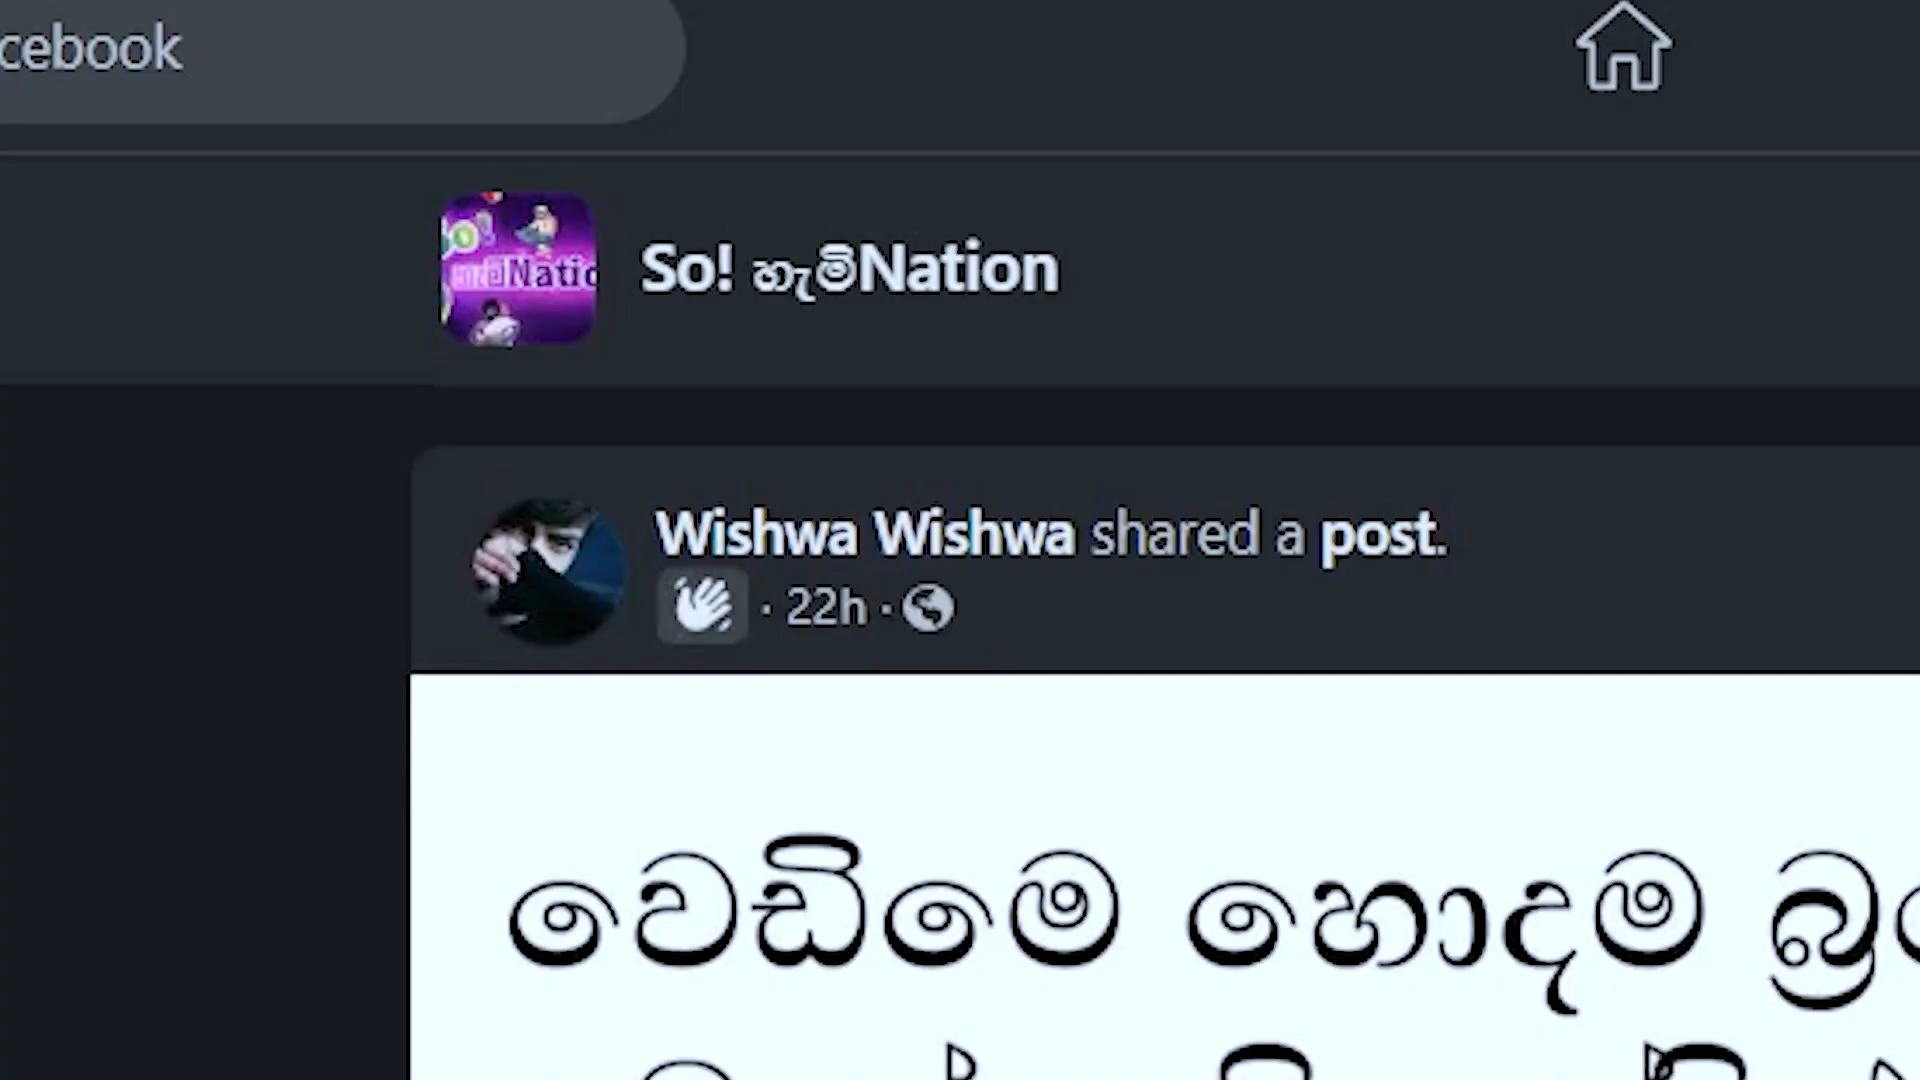 cebook
So! හැමිNation
Wishwa Wishwa shared a post.
· 22h ·
වෙඩිමෙ හොදම